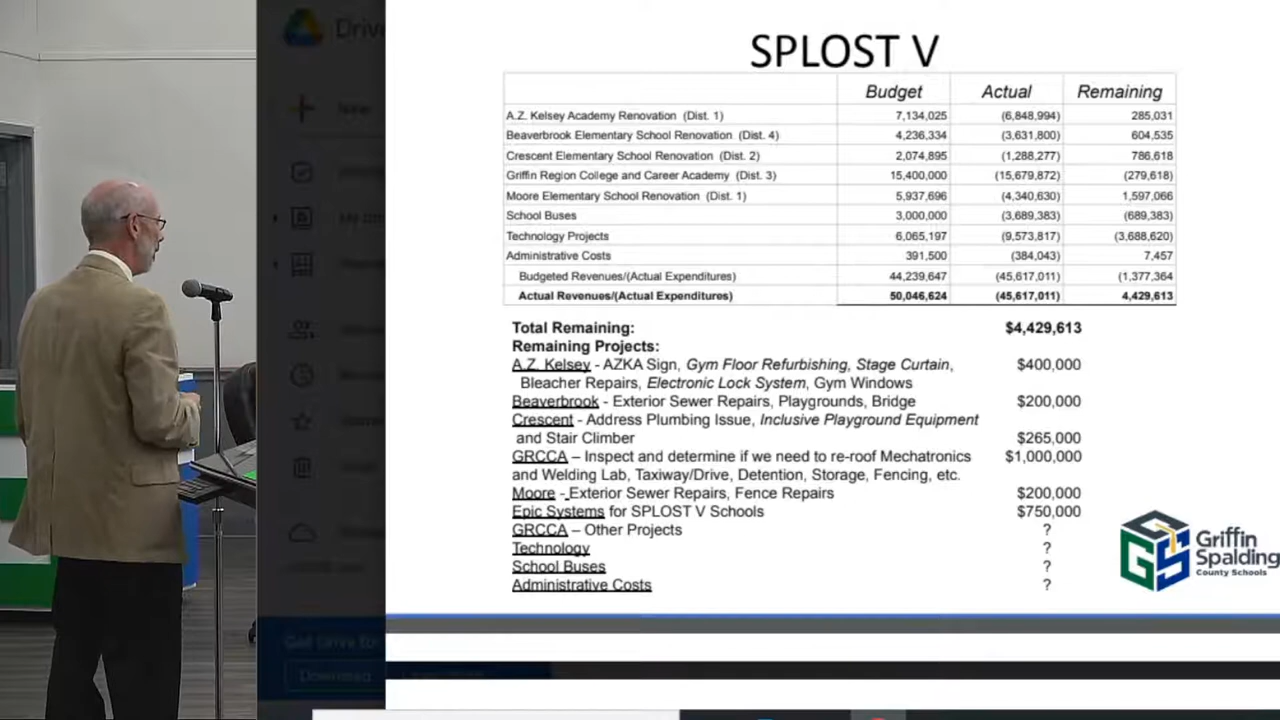 Drive
SPLOST V
Budget Actual Remaining
A.Z. Kelsey Academy Renovation (Dist. 1) 7,134,025 (6,848,994) 285,031
Beaverbrook Elementary School Renovation (Dist. 4) 4,236,334 (3,631,800) 604,535
Crescent Elementary School Renovation (Dist. 2) 2,074,895 (1,288,277) 786,618
Griffin Region College and Career Academy (Dist. 3) 15,400,000 (15,679,872) (279,618)
Moore Elementary School Renovation (Dist. 1) 5,937,696 (4,340,630) 1,597,066
School Buses 3,000,000 (3,689,383) (689,383)
Technology Projects 6,065,197 (9,573,817) (3,688,620)
Administrative Costs 391,500 (384,043) 7,457
Budgeted Revenues/(Actual Expenditures) 44,239,647 (45,617,011) (1,377,364)
Actual Revenues/(Actual Expenditures) 50,046,624 (45,617,011) 4,429,613
Total Remaining: $4,429,613
Remaining Projects:
A.Z. Kelsey - AZKA Sign, Gym Floor Refurbishing, Stage Curtain, $400,000
Bleacher Repairs, Electronic Lock System, Gym Windows
Beaverbrook - Exterior Sewer Repairs, Playgrounds, Bridge $200,000
Crescent - Address Plumbing Issue, Inclusive Playground Equipment
and Stair Climber $265,000
GRCCA – Inspect and determine if we need to re-roof Mechatronics $1,000,000
and Welding Lab, Taxiway/Drive, Detention, Storage, Fencing, etc.
Moore - Exterior Sewer Repairs, Fence Repairs $200,000
Epic Systems for SPLOST V Schools $750,000
GRCCA – Other Projects ?
Technology ?
School Buses ?
Administrative Costs ?
GS
Griffin
Spalding
County Schools
Get Drive
Download